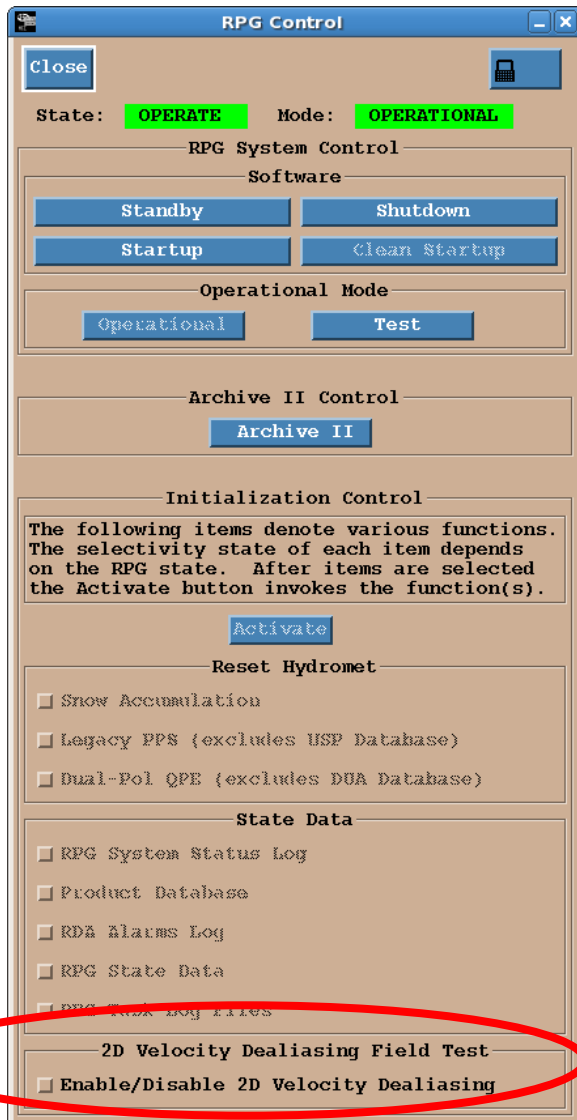 RPG Control
Close
State: OPERATE Mode: OPERATIONAL
RPG System Control
Software
Standby Shutdown
Startup Clean Startup
Operational Mode
Operational Test
Archive II Control
Archive II
Initialization Control
The following items denote various functions.
The selectivity state of each item depends
on the RPG state. After items are selected
the Activate button invokes the function(s).
Activate
Reset Hydromet
Snow Accumulation
Legacy PPS (excludes USP Database)
Dual-Pol QPE (excludes DUA Database)
State Data
RPG System Status Log
Product Database
RDA Alarms Log
RPG State Data
RPG Task Log Files
2D Velocity Dealiasing Field Test
Enable/Disable 2D Velocity Dealiasing